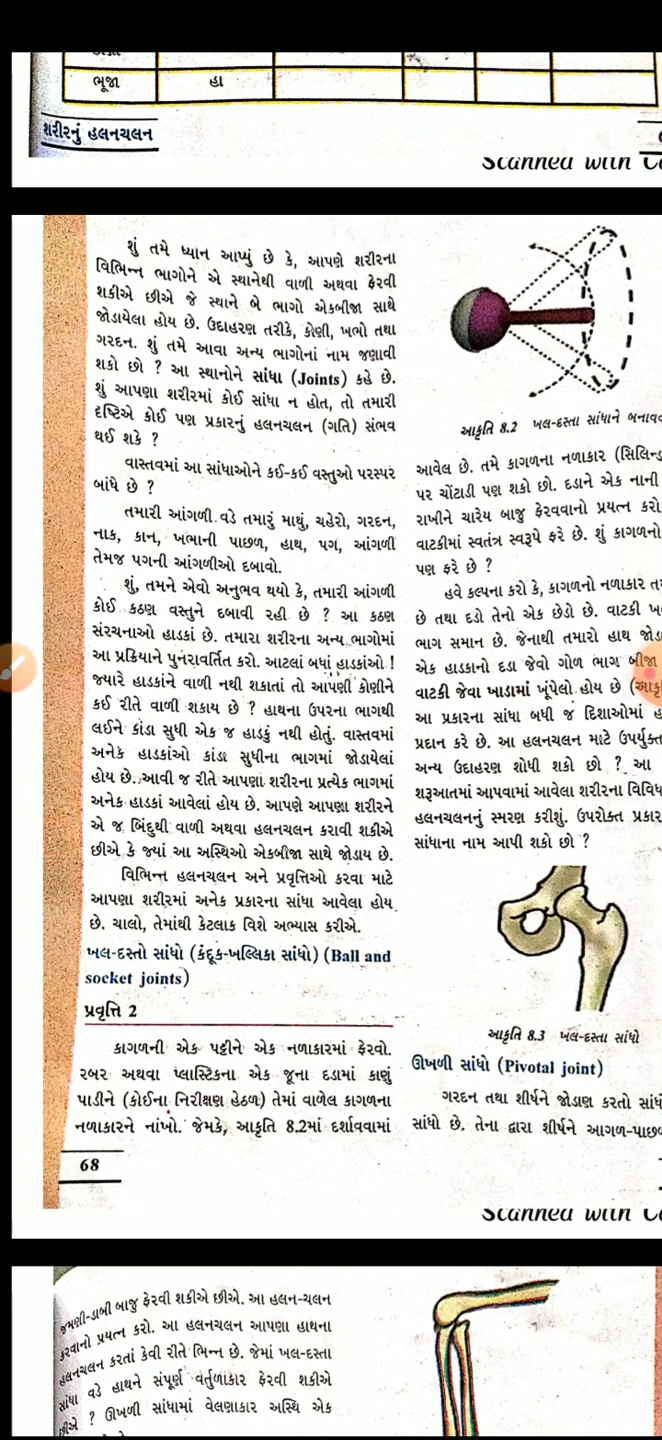 ભૂજા હા
શરીરનું હલનચલન
Scanned with
શું તમે ધ્યાન આપ્યું છે કે, આપણે શરીરના
વિભિન્ન ભાગોને એ સ્થાનેથી વાળી અથવા ફેરવી
શકીએ છીએ જે સ્થાને બે ભાગો એકબીજા સાથે
જોડાયેલા હોય છે. ઉદાહરણ તરીકે, કોણી, ખભો તથા
ગરદન. શું તમે આવા અન્ય ભાગોનાં નામ જણાવી
શકો છો ? આ સ્થાનોને સાંધા (Joints) કહે છે.
શું આપણા શરીરમાં કોઈ સાંધા ન હોત, તો તમારી
દૃષ્ટિએ કોઈ પણ પ્રકારનું હલનચલન (ગતિ) સંભવ
થઈ શકે ?
વાસ્તવમાં આ સાંધાઓને કઈ-કઈ વસ્તુઓ પરસ્પર
બાંધે છે ?
તમારી આંગળી વડે તમારું માથું, ચહેરો, ગરદન,
નાક, કાન, ખભાની પાછળ, હાથ, પગ, આંગળી
તેમજ પગની આંગળીઓ દબાવો.
શું, તમને એવો અનુભવ થયો કે, તમારી આંગળી
કોઈ કઠણ વસ્તુને દબાવી રહી છે ? આ કઠણ
સંરચનાઓ હાડકાં છે. તમારા શરીરના અન્ય ભાગોમાં
આ પ્રક્રિયાને પુનરાવર્તિત કરો. આટલાં બધાં હાડકાંઓ !
જ્યારે હાડકાંને વાળી નથી શકાતાં તો આપણી કોણીને
કઈ રીતે વાળી શકાય છે ? હાથના ઉપરના ભાગથી
લઈને કાંડા સુધી એક જ હાડકું નથી હોતું. વાસ્તવમાં
અનેક હાડકાંઓ કાંડા સુધીના ભાગમાં જોડાયેલાં
હોય છે. આવી જ રીતે આપણા શરીરના પ્રત્યેક ભાગમાં
અનેક હાડકાં આવેલાં હોય છે. આપણે આપણા શરીરને
એ જ બિંદુથી વાળી અથવા હલનચલન કરાવી શકીએ
છીએ કે જ્યાં આ અસ્થિઓ એકબીજા સાથે જોડાય છે.
વિભિન્ન હલનચલન અને પ્રવૃત્તિઓ કરવા માટે
આપણા શરીરમાં અનેક પ્રકારના સાંધા આવેલા હોય
છે. ચાલો, તેમાંથી કેટલાક વિશે અભ્યાસ કરીએ.
ખલ-દસ્તો સાંધો (કંદૂક-ખલ્લિકા સાંધો) (Ball and
socket joints)
પ્રવૃત્તિ 2
કાગળની એક પટ્ટીને એક નળાકારમાં ફેરવો.
રબર અથવા પ્લાસ્ટિકના એક જૂના દડામાં કાણું
પાડીને (કોઈના નિરીક્ષણ હેઠળ) તેમાં વાળેલ કાગળના
નળાકારને નાંખો. જેમકે, આકૃતિ 8.2માં દર્શાવવામાં
68
આકૃતિ 8.2 ખલ-દસ્તા સાંધાને
આવેલ છે. તમે કાગળના નળાકાર
પર ચોંટાડી પણ શકો છો. દડાને એક નાની
રાખીને ચારેય બાજુ ફેરવવાનો પ્રયત્ન કરો
વાટકીમાં સ્વતંત્ર સ્વરૂપે ફરે છે. શું કાગળનો
પણ ફરે છે ?
હવે કલ્પના કરો કે, કાગળનો નળાકાર
છે તથા દડો તેનો એક છેડો છે. વાટકી
ભાગ સમાન છે. જેનાથી તમારો હાથ
એક હાડકાનો દડા જેવો ગોળ ભાગ બીજા
વાટકી જેવા ખાડામાં ખૂંપેલો હોય છે
આ પ્રકારના સાંધા બધી જ દિશાઓમાં
પ્રદાન કરે છે. આ હલનચલન માટે ઉપર્યુક્ત
અન્ય ઉદાહરણ શોધી શકો છો ? આ
શરૂઆતમાં આપવામાં આવેલા શરીરના વિવિધ
હલનચલનનું સ્મરણ કરીશું. ઉપરોક્ત પ્રકાર
સાંધાના નામ આપી શકો છો ?
આકૃતિ 8.3 ખલ-દસ્તા સાંધો
ઊખળી સાંધો (Pivotal joint)
ગરદન તથા શીર્ષને જોડાણ કરતો
સાંધો છે. તેના દ્વારા શીર્ષને
Scanned with
જમણી-ડાબી બાજુ ફેરવી શકીએ છીએ. આ હલન-ચલન
કરવાનો પ્રયત્ન કરો. આ હલનચલન આપણા હાથના
હલનચલન કરતાં કેવી રીતે ભિન્ન છે. જેમાં ખલ-દસ્તા
સાંધા વડે હાથને સંપૂર્ણ વર્તુળાકાર ફેરવી શકીએ
છીએ ? ઊખળી સાંધામાં વેલણાકાર અસ્થિ એક